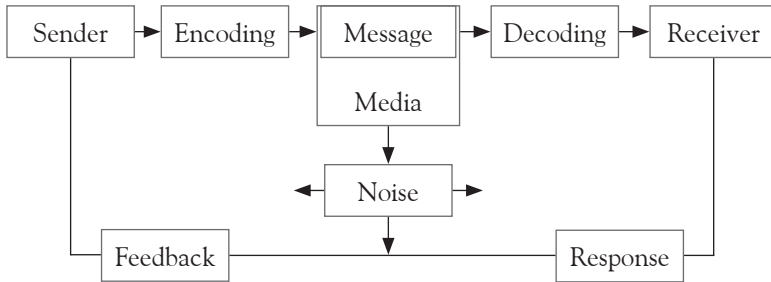 Sender
Encoding
Message
Decoding
Receiver
Media
Noise
Feedback
Response